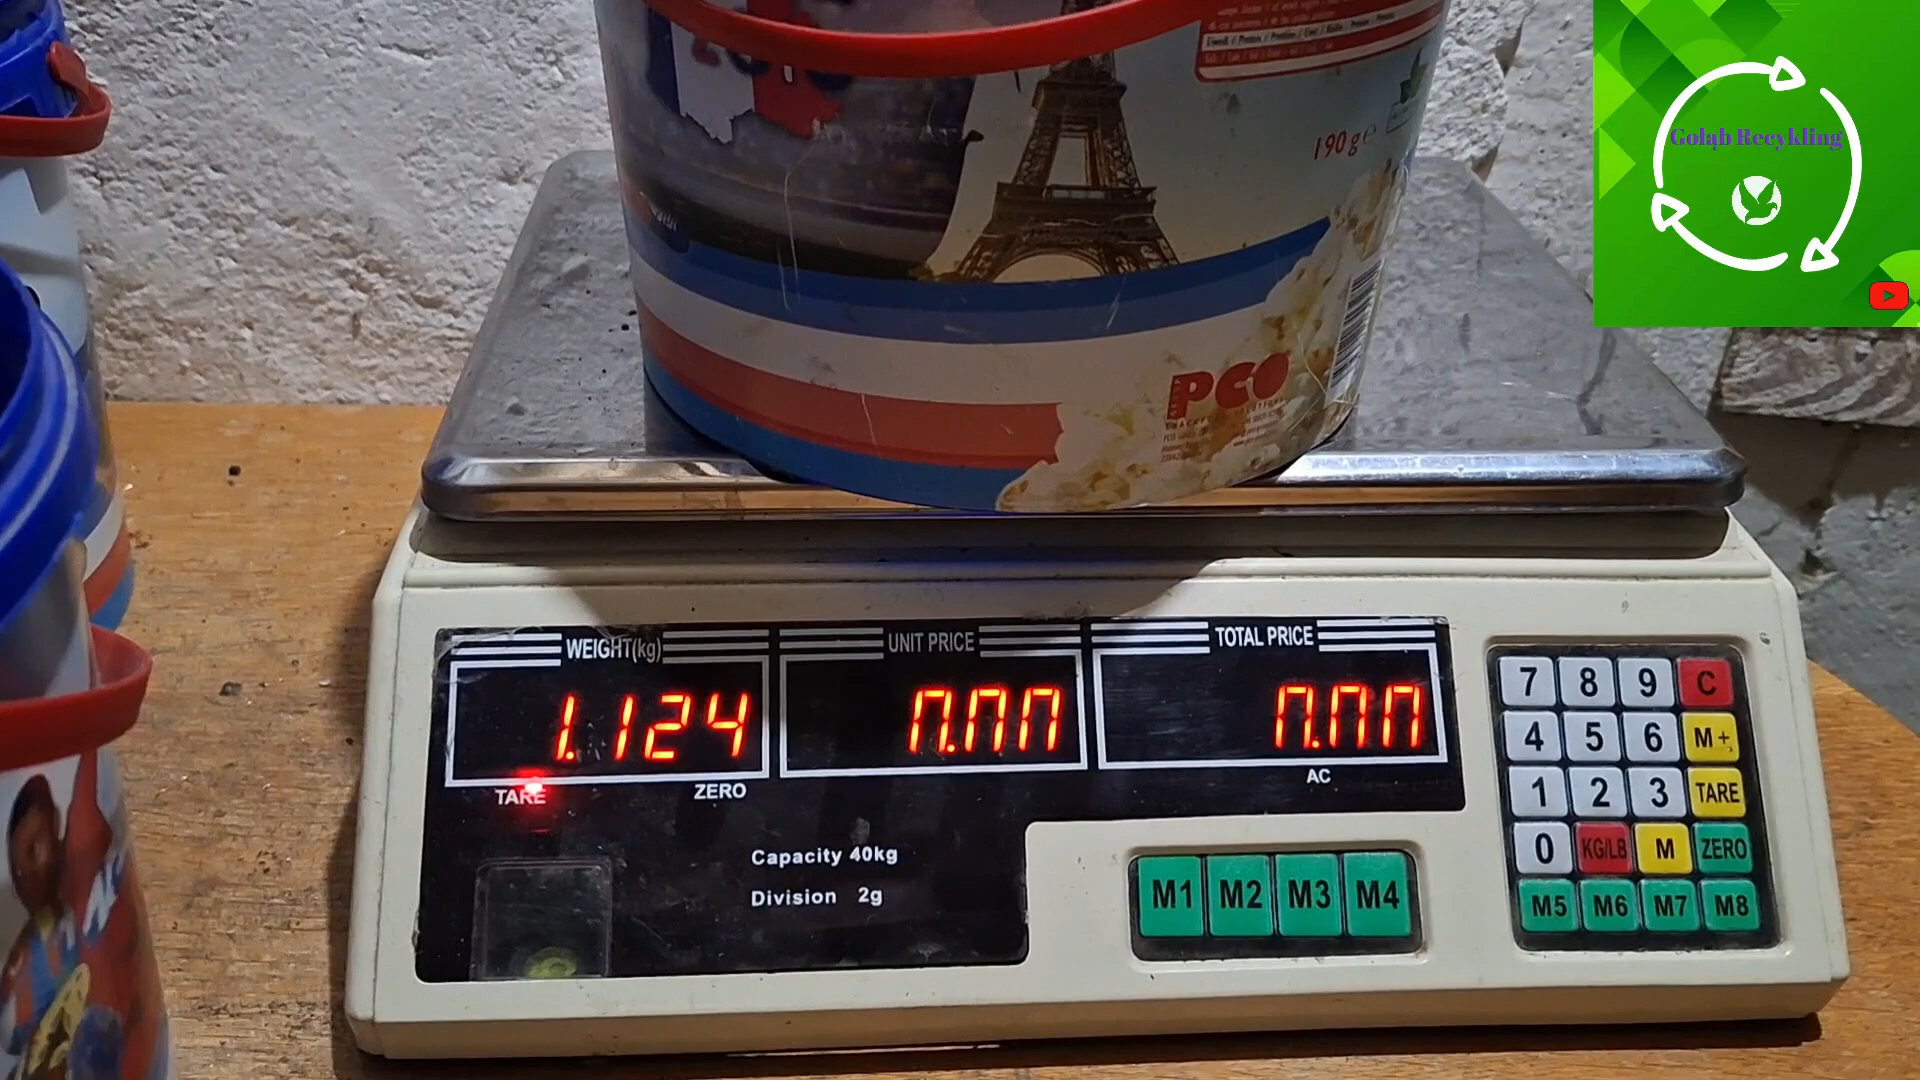 Gołąb Recykling
190 g e
PCO
WEIGHT(kg)
UNIT PRICE
TOTAL PRICE
1.124
0.00
0.00
TARE
ZERO
AC
Capacity 40kg
Division 2g
7 8 9 C
4 5 6 M+
1 2 3 TARE
0 KG/LB M ZERO
M1 M2 M3 M4
M5 M6 M7 M8